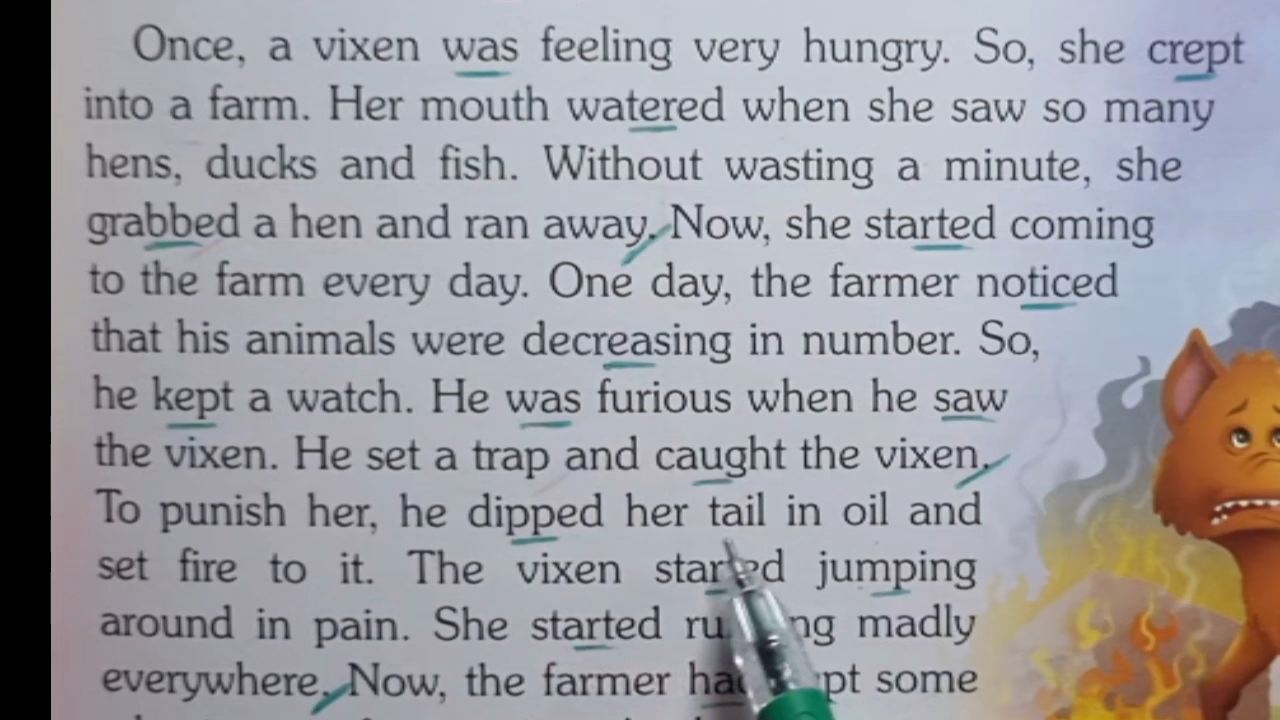 Once, a vixen was feeling very hungry. So, she crept
into a farm. Her mouth watered when she saw so many
hens, ducks and fish. Without wasting a minute, she
grabbed a hen and ran away. Now, she started coming
to the farm every day. One day, the farmer noticed
that his animals were decreasing in number. So,
he kept a watch. He was furious when he saw
the vixen. He set a trap and caught the vixen.
To punish her, he dipped her tail in oil and
set fire to it. The vixen started jumping
around in pain. She started running madly
everywhere. Now, the farmer had kept some